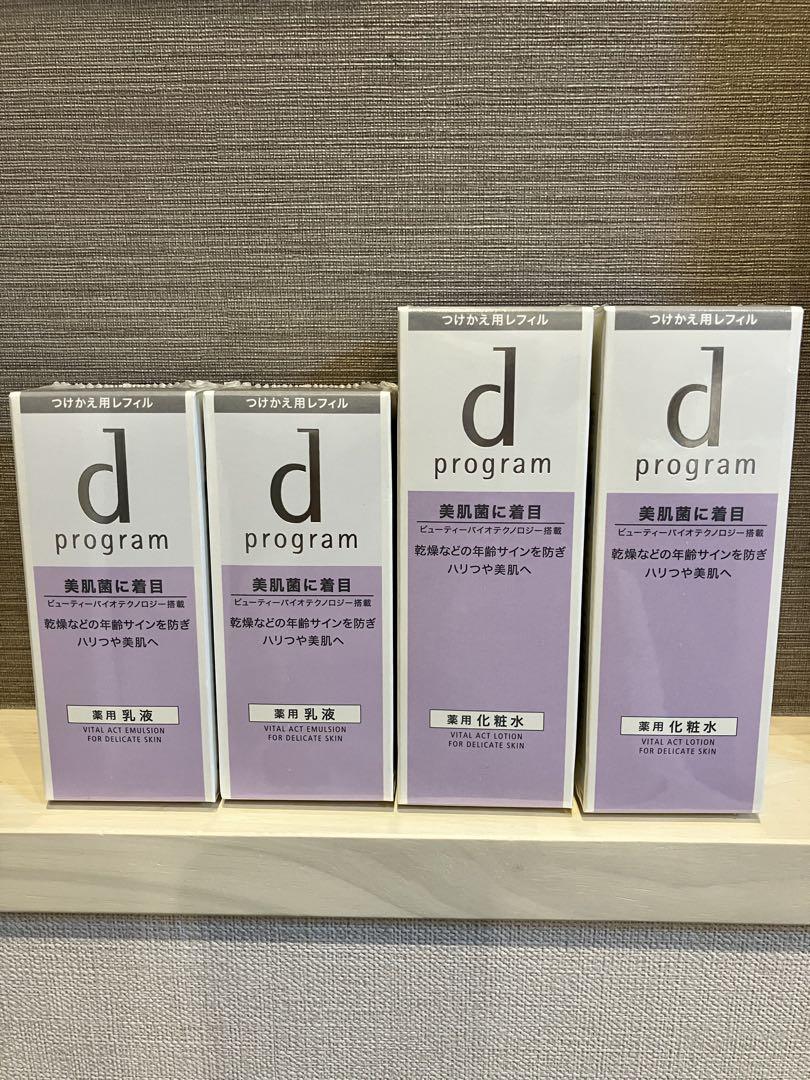 つけかえ用レフィル
d
program
美肌菌に着目
ビューティーバイオテクノロジー搭載
乾燥などの年齢サインを防ぎ
ハリつや美肌へ
薬用 乳液
VITAL ACT EMULSION
FOR DELICATE SKIN
つけかえ用レフィル
d
program
美肌菌に着目
ビューティーバイオテクノロジー搭載
乾燥などの年齢サインを防ぎ
ハリつや美肌へ
薬用 乳液
VITAL ACT EMULSION
FOR DELICATE SKIN
つけかえ用レフィル
d
program
美肌菌に着目
ビューティーバイオテクノロジー搭載
乾燥などの年齢サインを防ぎ
ハリつや美肌へ
薬用 化粧水
VITAL ACT LOTION
FOR DELICATE SKIN
つけかえ用レフィル
d
program
美肌菌に着目
ビューティーバイオテクノロジー搭載
乾燥などの年齢サインを防ぎ
ハリつや美肌へ
薬用 化粧水
VITAL ACT LOTION
FOR DELICATE SKIN